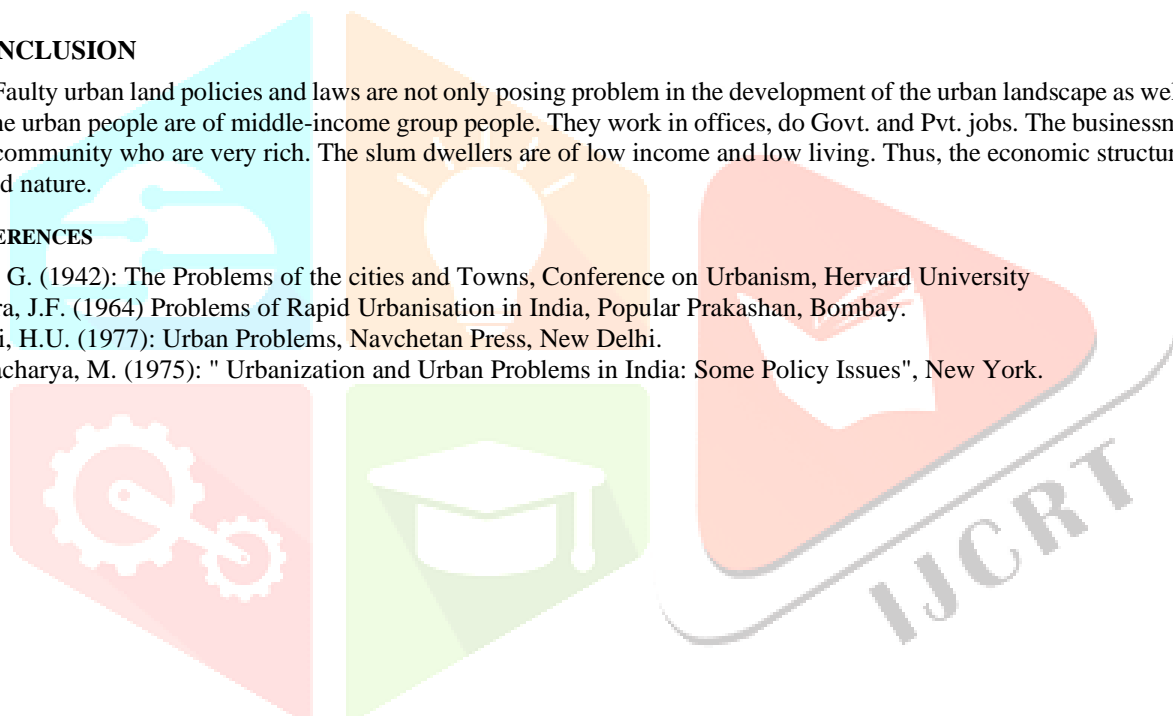 NCLUSION
Faulty urban land policies and laws are not only posing problem in the development of the urban landscape as wel
ne urban people are of middle-income group people. They work in offices, do Govt. and Pvt. jobs. The businessm
community who are very rich. The slum dwellers are of low income and low living. Thus, the economic structur
d nature.
ERENCES
G. (1942): The Problems of the cities and Towns, Conference on Urbanism, Hervard University
ra, J.F. (1964) Problems of Rapid Urbanisation in India, Popular Prakashan, Bombay.
i, H.U. (1977): Urban Problems, Navchetan Press, New Delhi.
acharya, M. (1975): " Urbanization and Urban Problems in India: Some Policy Issues", New York.
IJCRT